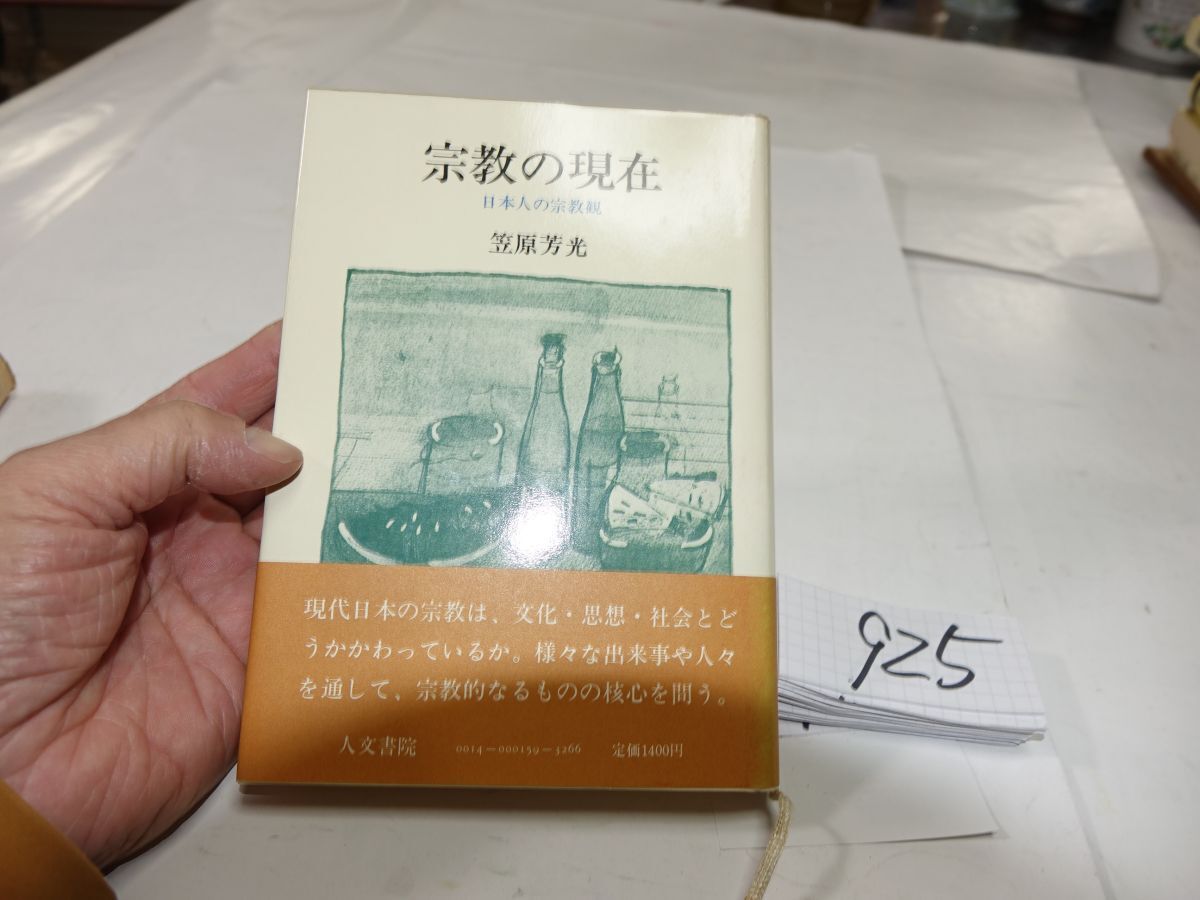 宗教の現在
日本人の宗教観
笠原芳光
現代日本の宗教は、文化・思想・社会とど
うかかわっているか。様々な出来事や人々
を通して、宗教的なるものの核心を問う。
人文書院 0014-000159-3266 定価1400円
925